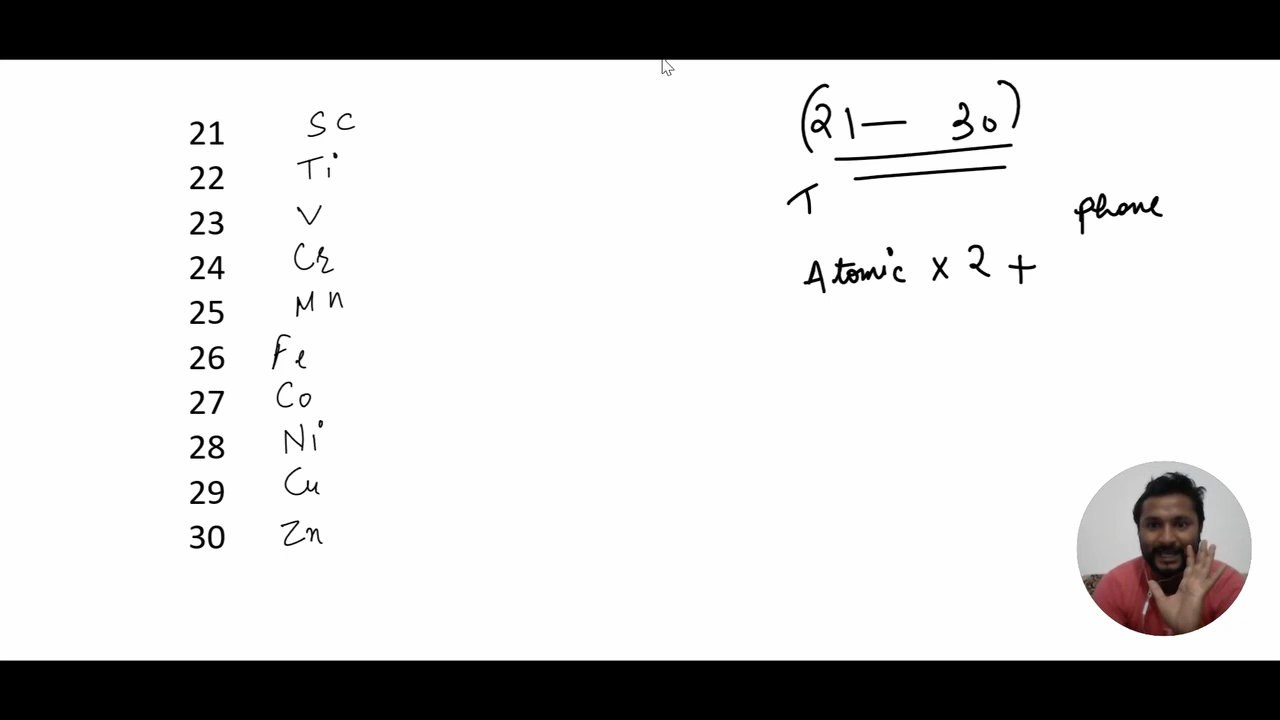 21 Sc
22 Ti
23 V
24 Cr
25 Mn
26 Fe
27 Co
28 Ni
29 Cu
30 Zn
(21— 30)
T
phone
Atomic x 2 +